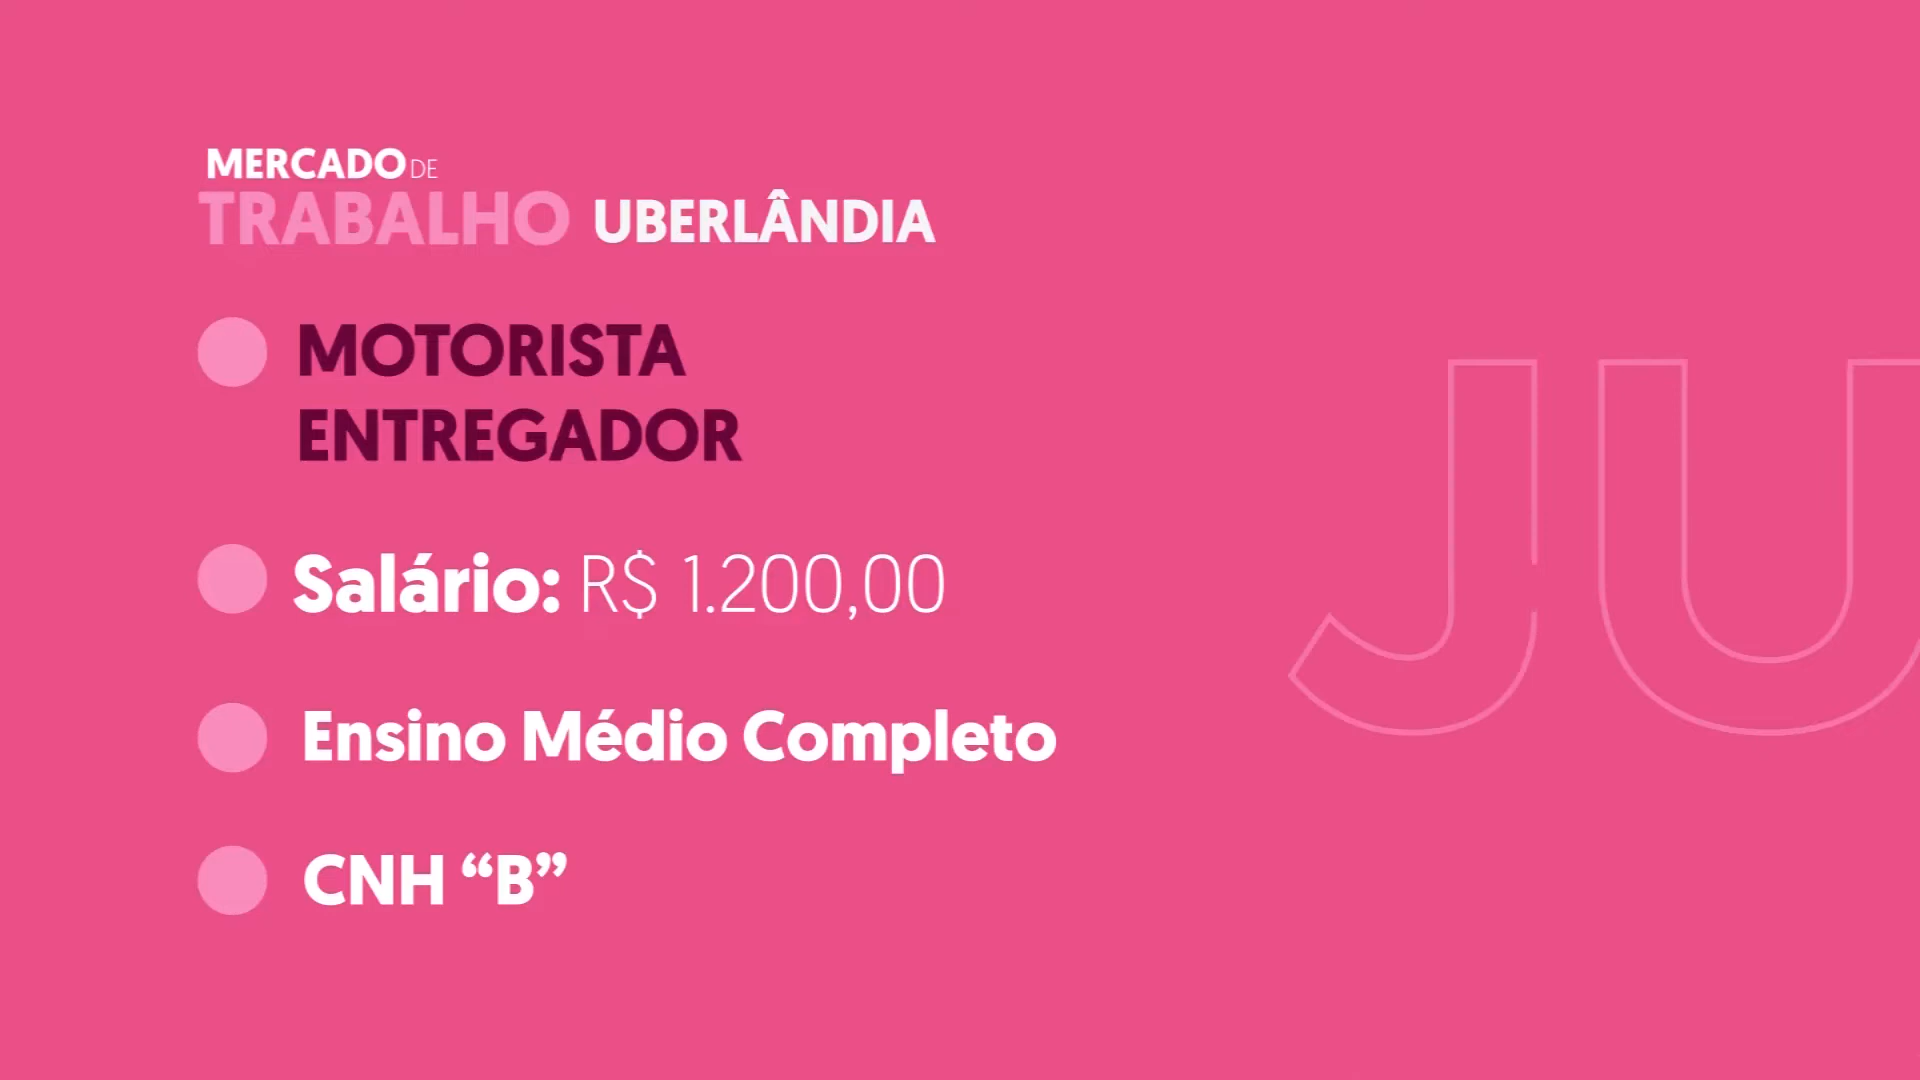 MERCADO DE
TRABALHO UBERLÂNDIA
MOTORISTA
ENTREGADOR
Salário: R$ 1.200,00
Ensino Médio Completo
CNH “B”
JU